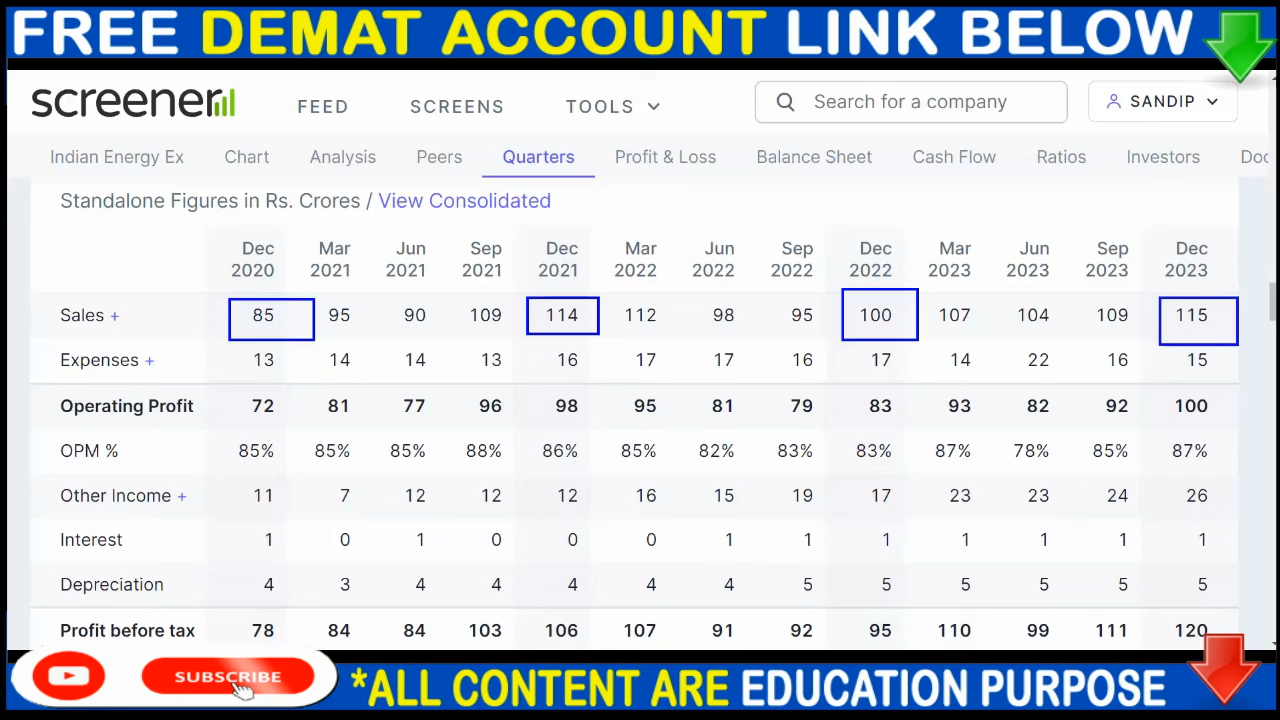 FREE DEMAT ACCOUNT LINK BELOW
screener FEED SCREENS TOOLS Search for a company SANDIP
Indian Energy Ex Chart Analysis Peers Quarters Profit & Loss Balance Sheet Cash Flow Ratios Investors Doc
Standalone Figures in Rs. Crores / View Consolidated
Dec Mar Jun Sep Dec Mar Jun Sep Dec Mar Jun Sep Dec
2020 2021 2021 2021 2021 2022 2022 2022 2022 2023 2023 2023 2023
Sales + 85 95 90 109 114 112 98 95 100 107 104 109 115
Expenses + 13 14 14 13 16 17 17 16 17 14 22 16 15
Operating Profit 72 81 77 96 98 95 81 79 83 93 82 92 100
OPM % 85% 85% 85% 88% 86% 85% 82% 83% 83% 87% 78% 85% 87%
Other Income + 11 7 12 12 12 16 15 19 17 23 23 24 26
Interest 1 0 1 0 0 0 1 1 1 1 1 1 1
Depreciation 4 3 4 4 4 4 4 5 5 5 5 5 5
Profit before tax 78 84 84 103 106 107 91 92 95 110 99 111 120
SUBSCRIBE
*ALL CONTENT ARE EDUCATION PURPOSE